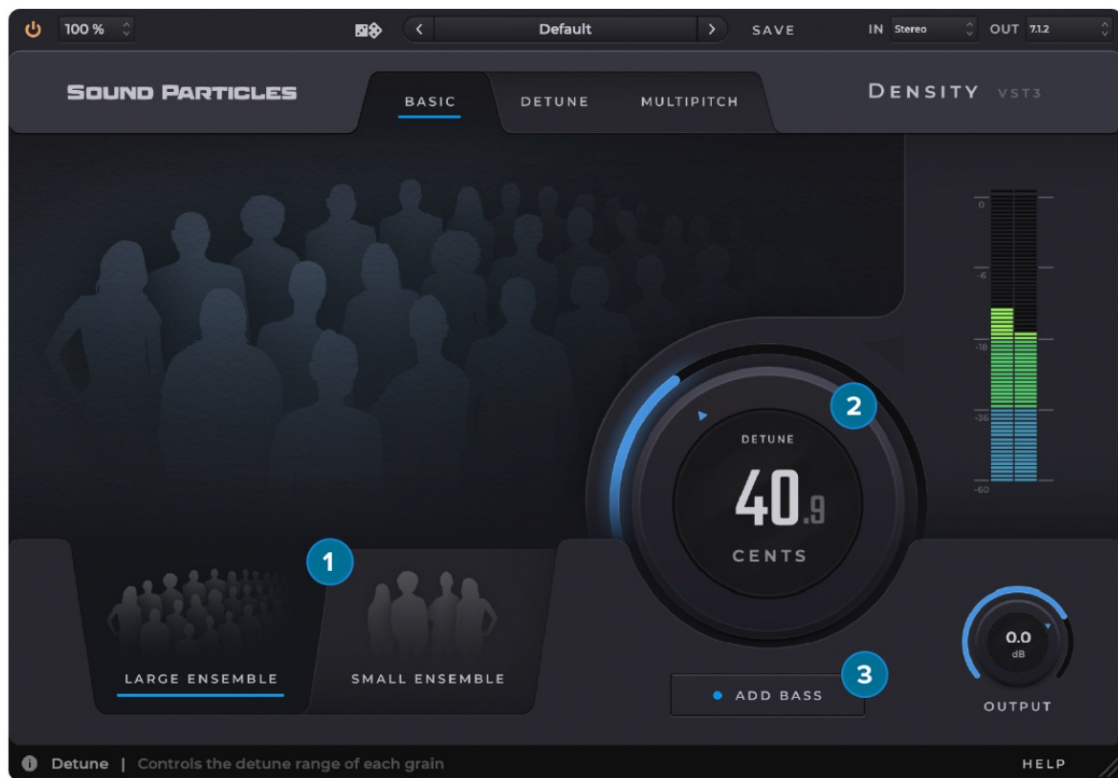 100 %
Default
SAVE
IN Stereo
OUT 7.1.2
SOUND PARTICLES
BASIC
DETUNE
MULTIPITCH
DENSITY VST3
0
-6
-16
-36
-60
2
DETUNE
40.9
CENTS
1
LARGE ENSEMBLE
SMALL ENSEMBLE
3
ADD BASS
0.0
dB
OUTPUT
Detune | Controls the detune range of each grain
HELP